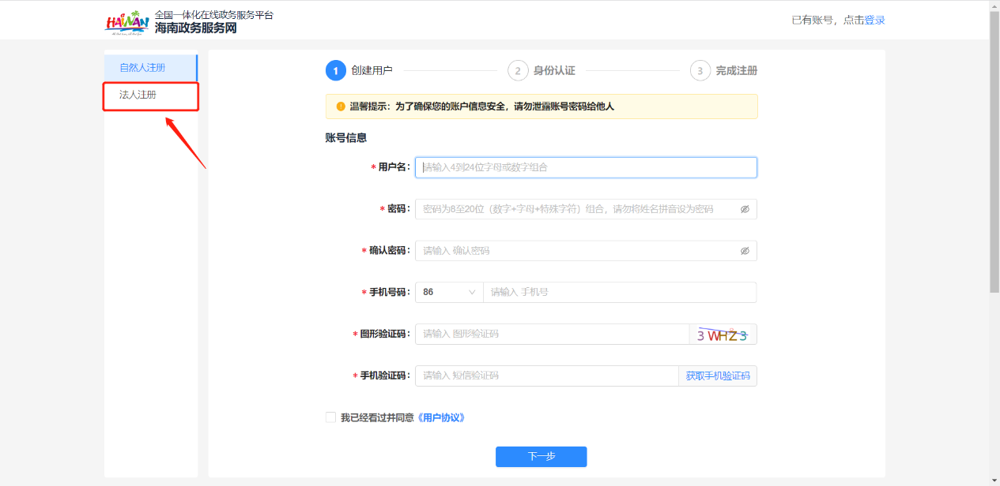 HAINAN
全国一体化在线政务服务平台
海南政务服务网
已有账号，点击登录
自然人注册
法人注册
1 创建用户
2 身份认证
3 完成注册
温馨提示：为了确保您的账户信息安全，请勿泄露账号密码给他人
账号信息
* 用户名： 请输入4到24位字母或数字组合
* 密码： 密码为8至20位（数字+字母+特殊字符）组合，请勿将姓名拼音设为密码
* 确认密码： 请输入 确认密码
* 手机号码： 86 请输入 手机号
* 图形验证码： 请输入 图形验证码 3WHZ3
* 手机验证码： 请输入 短信验证码 获取手机验证码
我已经看过并同意《用户协议》
下一步